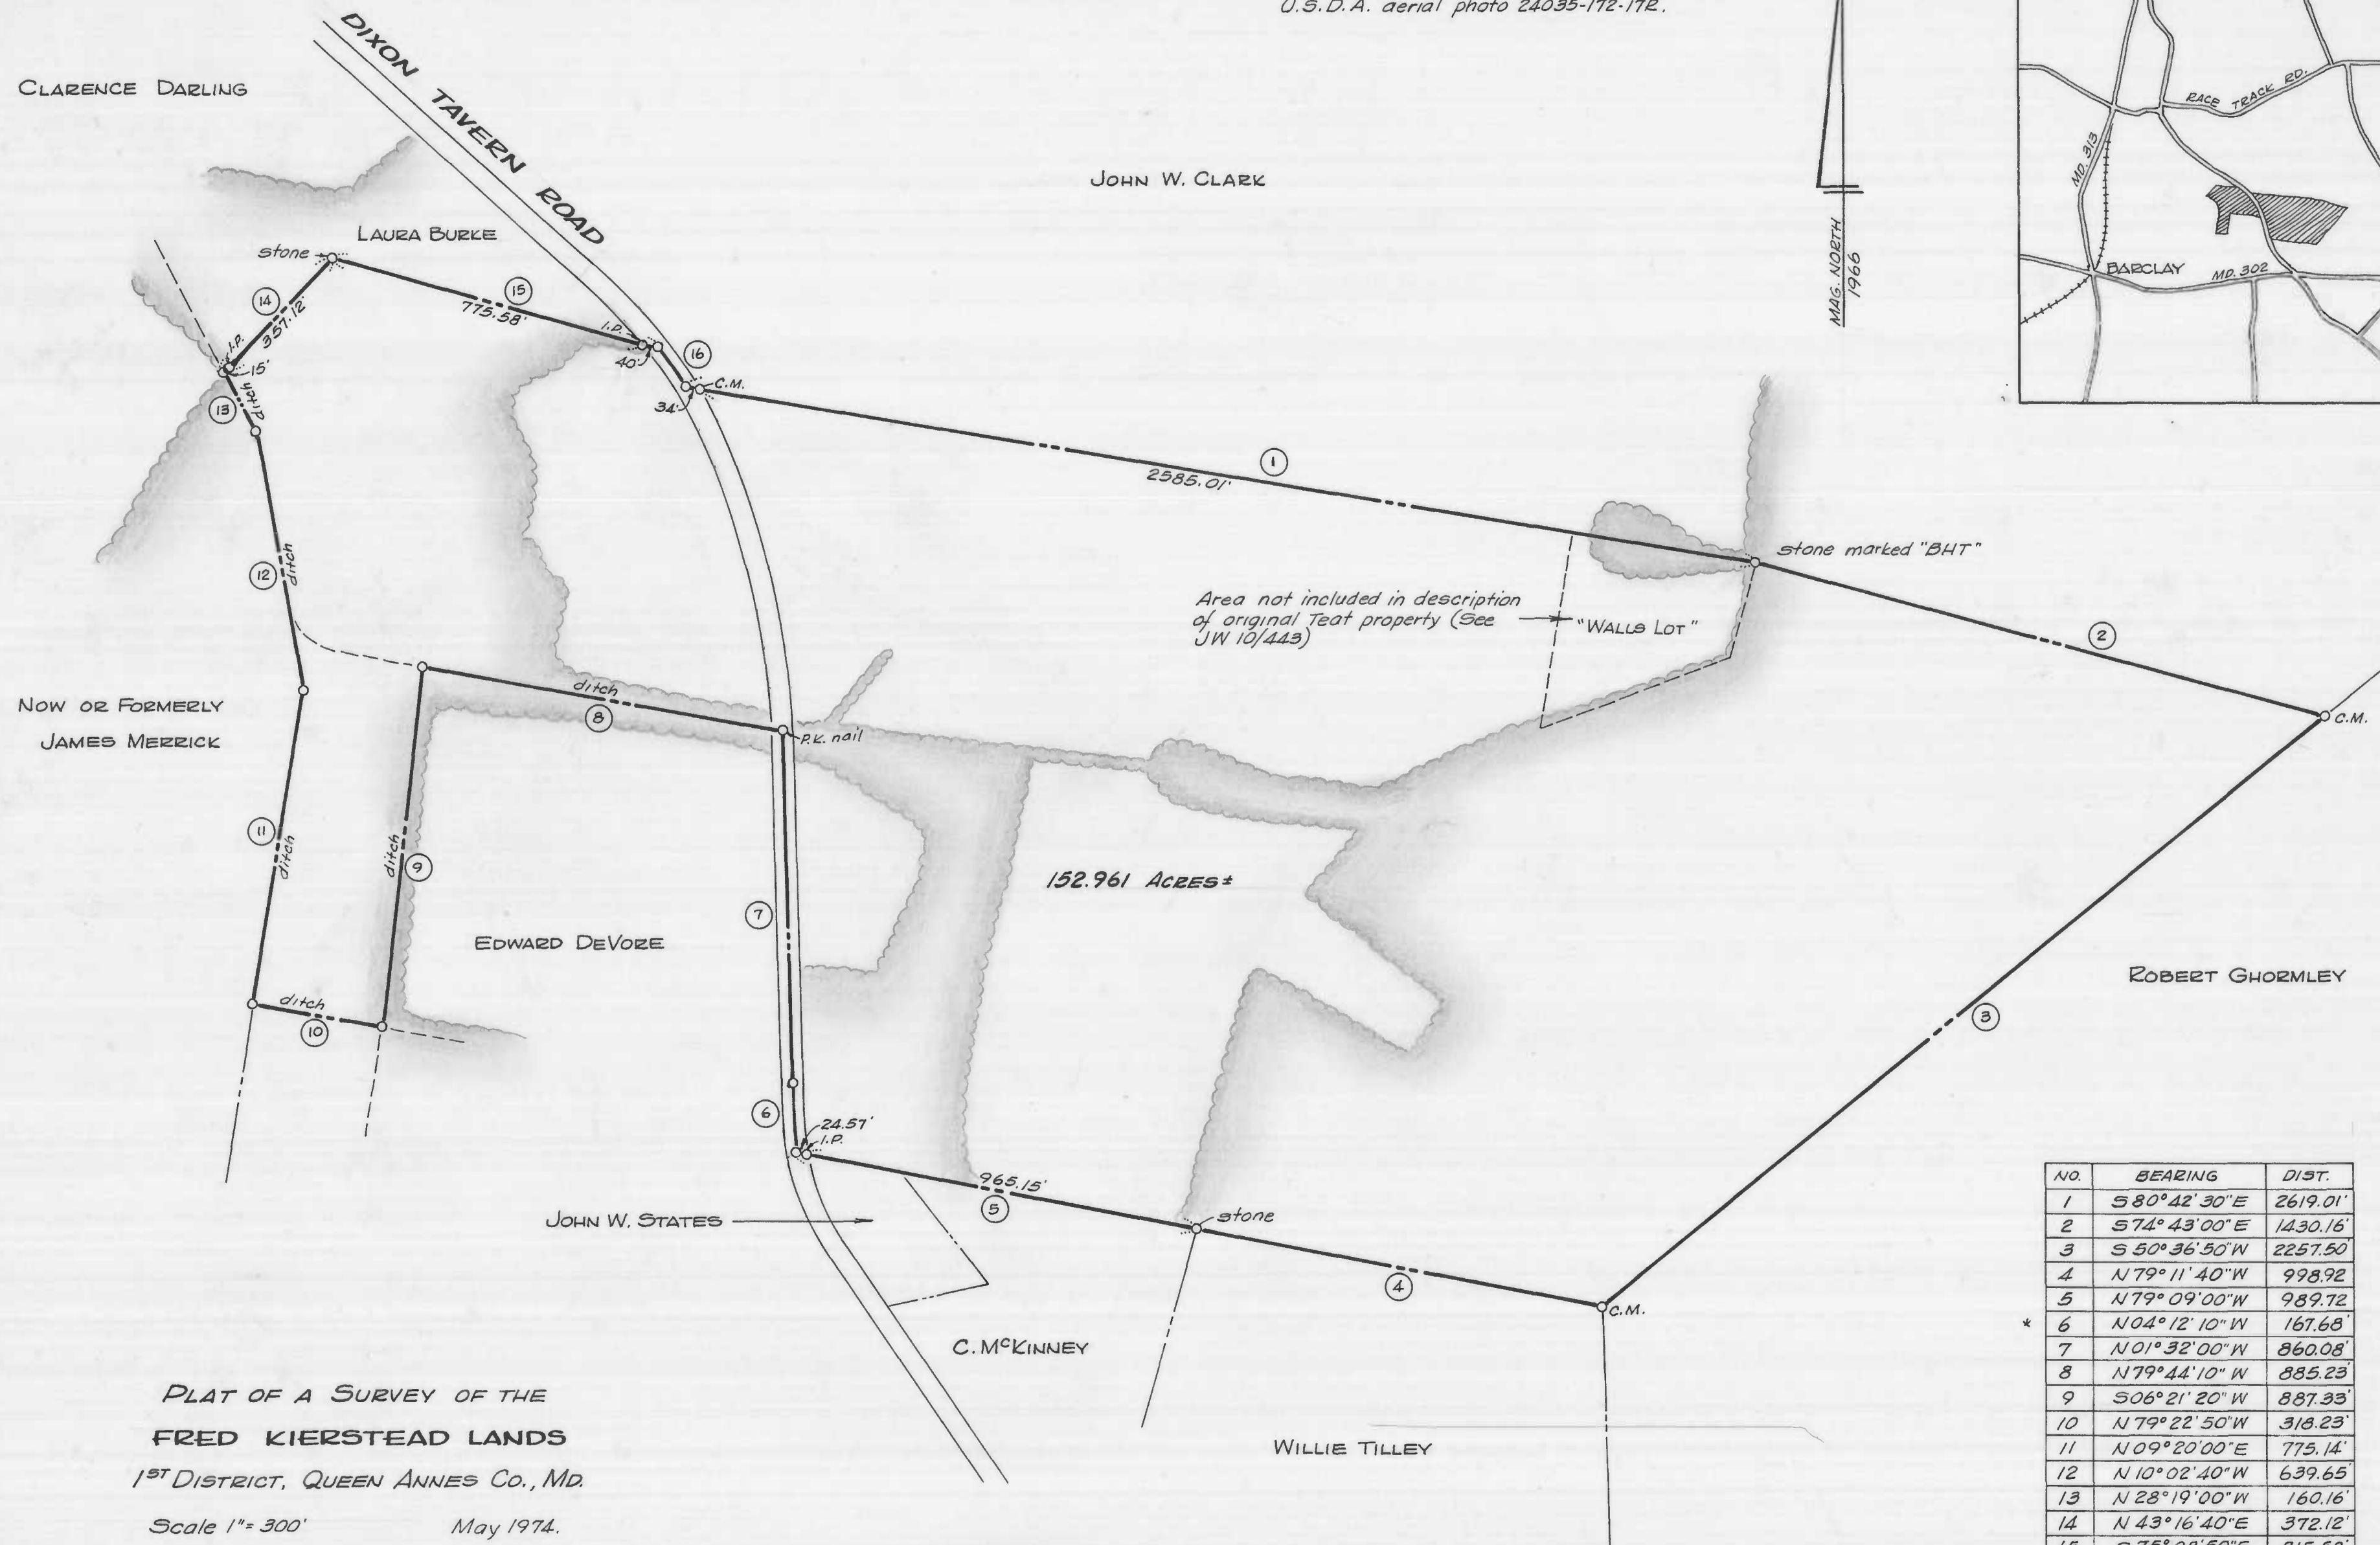 U.S.D.A. aerial photo 24035-172-172.
DIXON TAVERN ROAD
CLARENCE DARLING
JOHN W. CLARK
MAG. NORTH
1966
RACE TRACK RD.
MD. 313
BARCLAY
MD. 302
LAURA BURKE
stone
14
357.12'
15
775.58'
I.P.
40'
16
C.M.
34'
I.P.
15'
ditch
13
1
2585.01'
stone marked "BHT"
2
C.M.
Area not included in description
of original Teat property (See
JW 10/443)
"WALLS LOT"
12
ditch
NOW OR FORMERLY
JAMES MERRICK
ditch
8
P.K. nail
11
ditch
ditch
9
7
152.961 ACRES±
EDWARD DEVORE
ROBERT GHORMLEY
3
ditch
10
6
24.57'
I.P.
965.15'
5
stone
JOHN W. STATES
4
C.M.
C. McKINNEY
WILLIE TILLEY
PLAT OF A SURVEY OF THE
FRED KIERSTEAD LANDS
1ST DISTRICT, QUEEN ANNES CO., MD.
Scale 1"= 300' May 1974.
NO. BEARING DIST.
1 S 80° 42' 30" E 2619.01'
2 S 74° 43' 00" E 1430.16'
3 S 50° 36' 50" W 2257.50'
4 N 79° 11' 40" W 998.92
5 N 79° 09' 00" W 989.72
* 6 N 04° 12' 10" W 167.68'
7 N 01° 32' 00" W 860.08'
8 N 79° 44' 10" W 885.23'
9 S 06° 21' 20" W 887.33'
10 N 79° 22' 50" W 318.23'
11 N 09° 20' 00" E 775.14'
12 N 10° 02' 40" W 639.65'
13 N 28° 19' 00" W 160.16'
14 N 43° 16' 40" E 372.12'